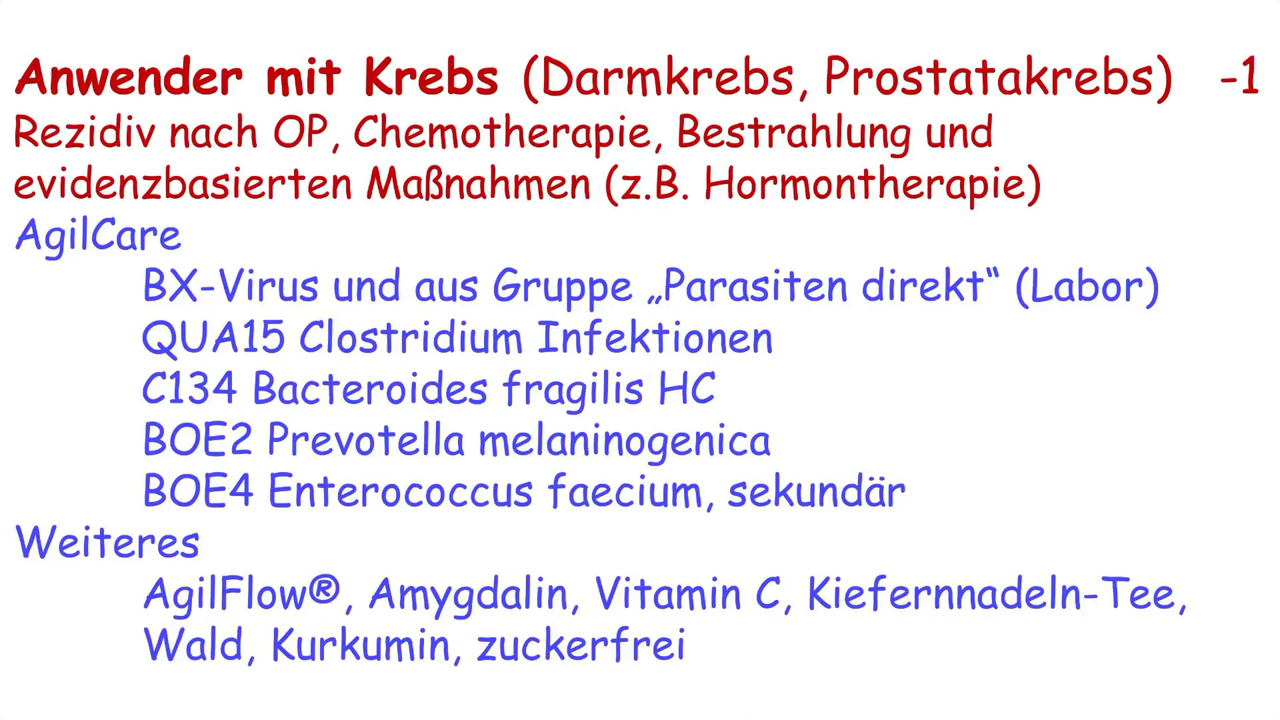 Anwender mit Krebs (Darmkrebs, Prostatakrebs) -1
Rezidiv nach OP, Chemotherapie, Bestrahlung und
evidenzbasierten Maßnahmen (z.B. Hormontherapie)
AgilCare
BX-Virus und aus Gruppe „Parasiten direkt“ (Labor)
QUA15 Clostridium Infektionen
C134 Bacteroides fragilis HC
BOE2 Prevotella melaninogenica
BOE4 Enterococcus faecium, sekundär
Weiteres
AgilFlow®, Amygdalin, Vitamin C, Kiefernnadeln-Tee,
Wald, Kurkumin, zuckerfrei